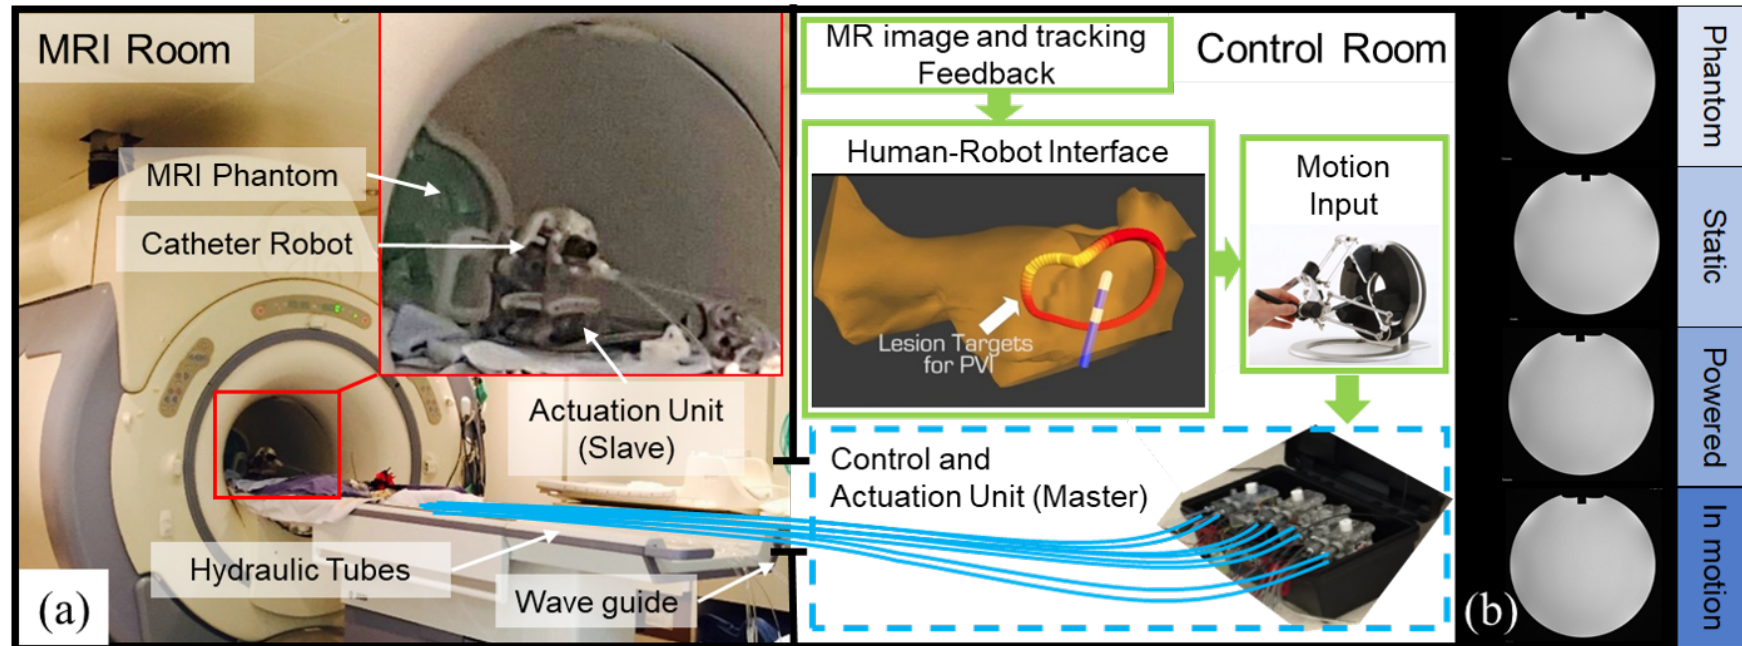 MRI Room
MRI Phantom
Catheter Robot
Actuation Unit
(Slave)
Hydraulic Tubes
Wave guide
(a)
MR image and tracking
Feedback
Control Room
Human-Robot Interface
Lesion Targets
for PVI
Motion
Input
Control and
Actuation Unit (Master)
(b)
Phantom
Static
Powered
In motion